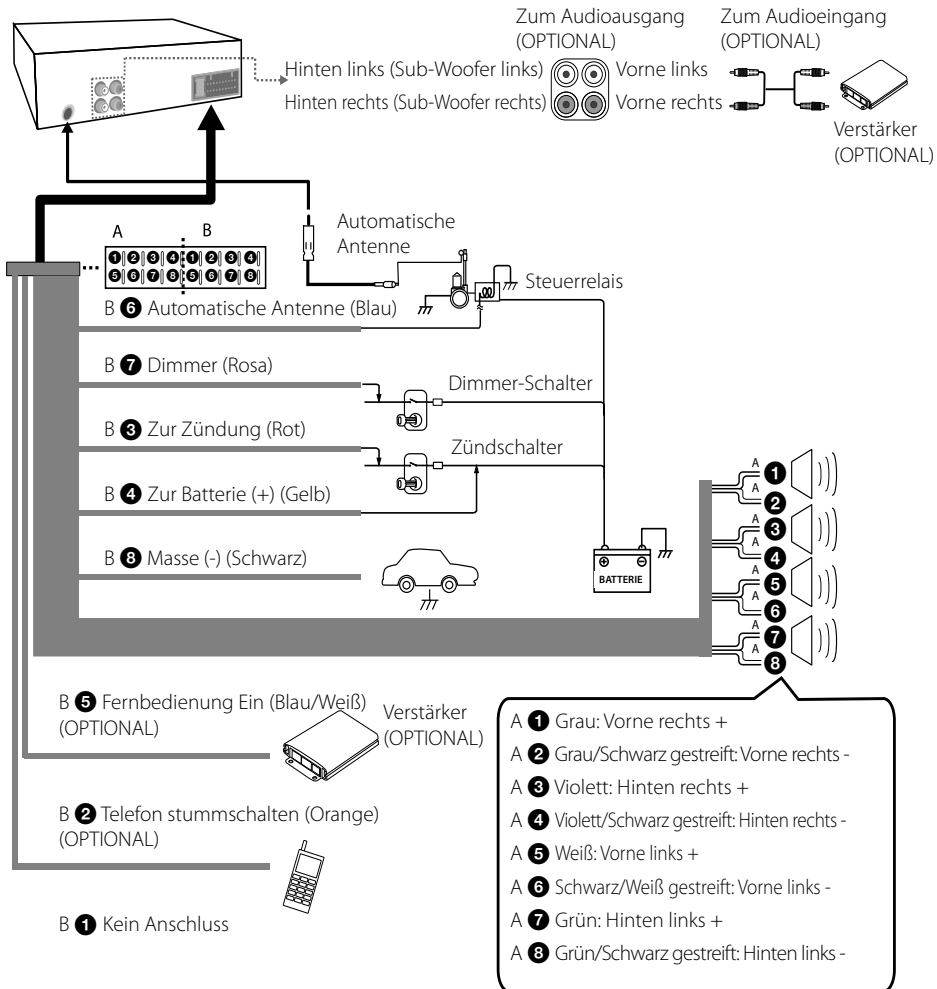 Zum Audioausgang
(OPTIONAL)
Zum Audioeingang
(OPTIONAL)
Hinten links (Sub-Woofer links)
Vorne links
Hinten rechts (Sub-Woofer rechts)
Vorne rechts
Verstärker
(OPTIONAL)
Automatische
Antenne
A B
1 2 3 4 1 2 3 4
5 6 7 8 5 6 7 8
Steuerrelais
B 6 Automatische Antenne (Blau)
B 7 Dimmer (Rosa)
Dimmer-Schalter
B 3 Zur Zündung (Rot)
Zündschalter
B 4 Zur Batterie (+) (Gelb)
B 8 Masse (-) (Schwarz)
BATTERIE
A 1
A 2
A 3
A 4
A 5
A 6
A 7
A 8
B 5 Fernbedienung Ein (Blau/Weiß)
(OPTIONAL)
Verstärker
(OPTIONAL)
B 2 Telefon stummschalten (Orange)
(OPTIONAL)
B 1 Kein Anschluss
A 1 Grau: Vorne rechts +
A 2 Grau/Schwarz gestreift: Vorne rechts -
A 3 Violett: Hinten rechts +
A 4 Violett/Schwarz gestreift: Hinten rechts -
A 5 Weiß: Vorne links +
A 6 Schwarz/Weiß gestreift: Vorne links -
A 7 Grün: Hinten links +
A 8 Grün/Schwarz gestreift: Hinten links -